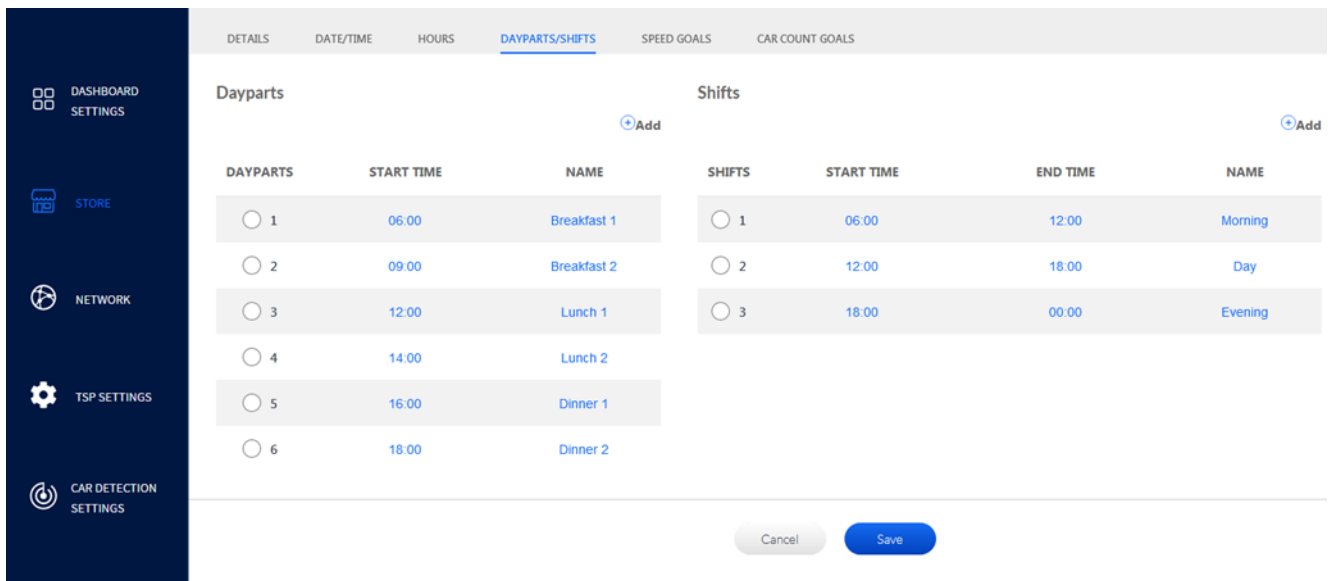 DETAILS DATE/TIME HOURS DAYPARTS/SHIFTS SPEED GOALS CAR COUNT GOALS
DASHBOARD
SETTINGS
STORE
NETWORK
TSP SETTINGS
CAR DETECTION
SETTINGS
Dayparts
Add
DAYPARTS START TIME NAME
1 06:00 Breakfast 1
2 09:00 Breakfast 2
3 12:00 Lunch 1
4 14:00 Lunch 2
5 16:00 Dinner 1
6 18:00 Dinner 2
Shifts
Add
SHIFTS START TIME END TIME NAME
1 06:00 12:00 Morning
2 12:00 18:00 Day
3 18:00 00:00 Evening
Cancel Save